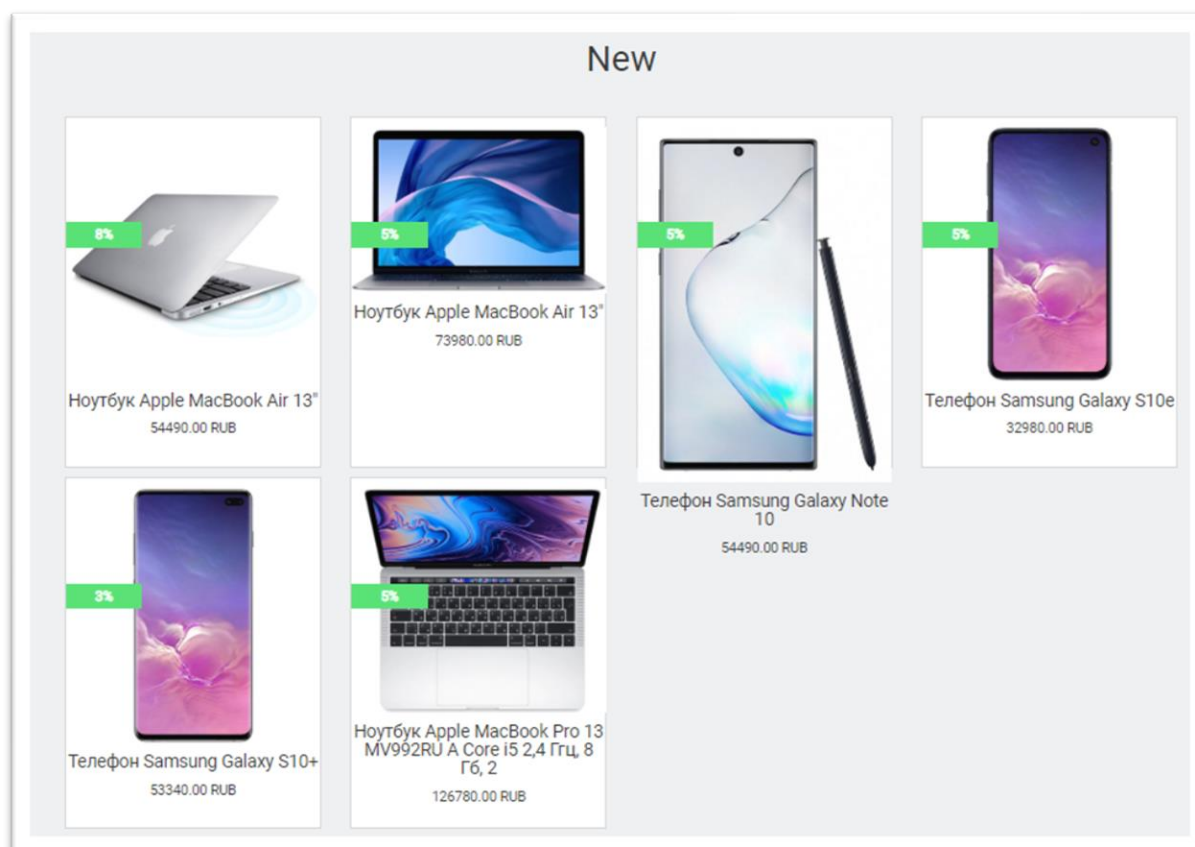 New
8%
Ноутбук Apple MacBook Air 13"
54490.00 RUB
5%
Ноутбук Apple MacBook Air 13"
73980.00 RUB
5%
Телефон Samsung Galaxy Note
10
54490.00 RUB
5%
Телефон Samsung Galaxy S10e
32980.00 RUB
3%
Телефон Samsung Galaxy S10+
53340.00 RUB
5%
Ноутбук Apple MacBook Pro 13
MV992RU A Core i5 2,4 Ггц, 8
Гб, 2
126780.00 RUB